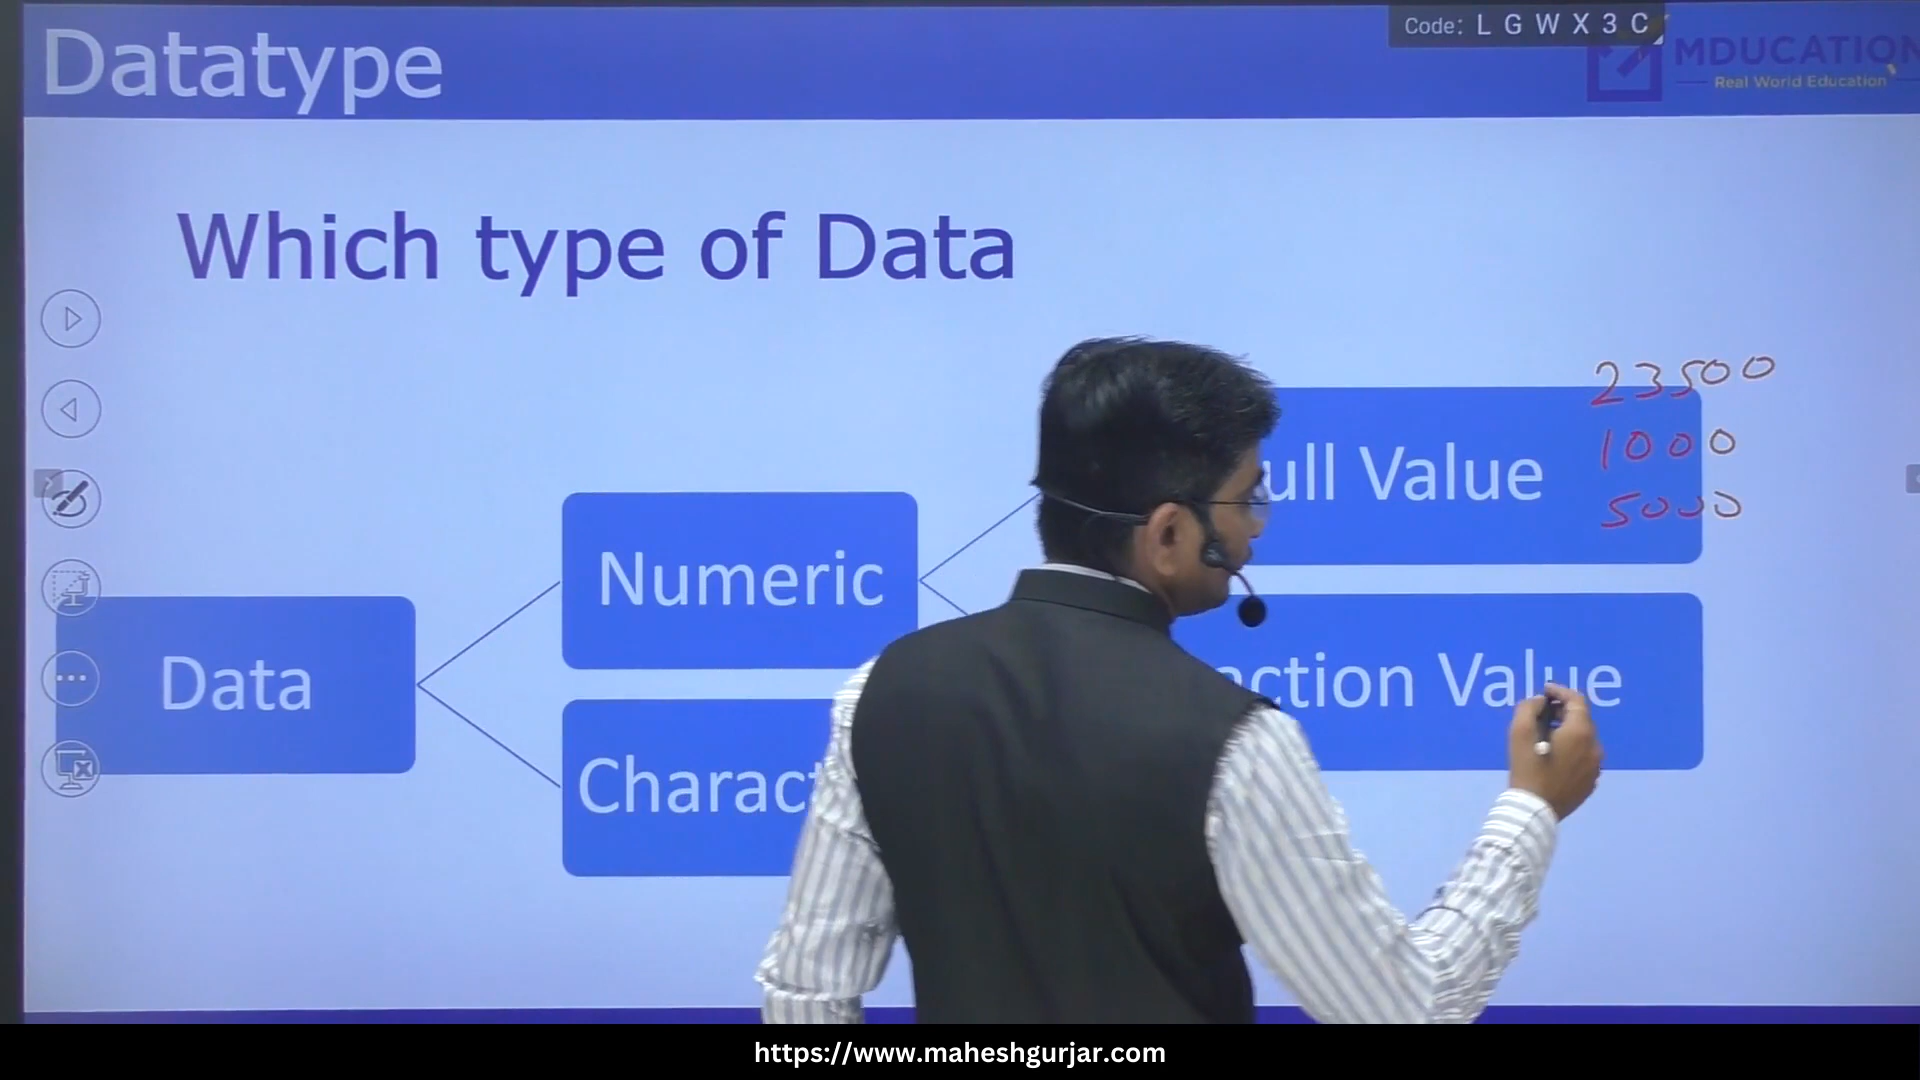 Datatype
Code: L G W X 3 C
MDUCATION
Real World Education
Which type of Data
23500
1000
5000
ull Value
Numeric
ction Value
Data
Charact
https://www.maheshgurjar.com